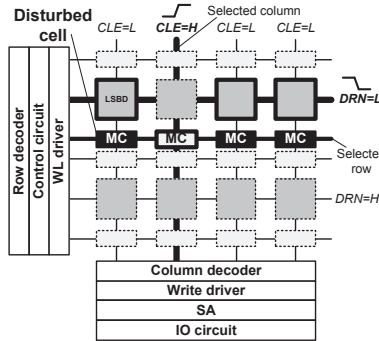 Selected column
Disturbed cell
CLE=L
CLE=H
CLE=L
CLE=L
LSBD
DRN=L
MC
MC
MC
MC
Selecte
row
DRN=H
Row decoder
Control circuit
WL driver
Column decoder
Write driver
SA
IO circuit